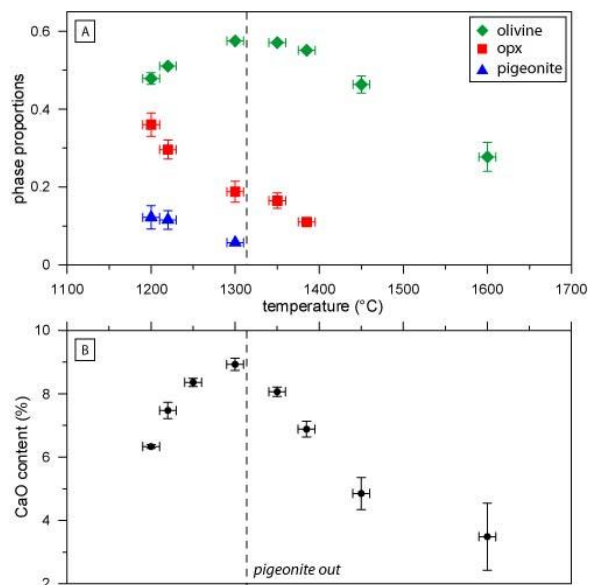 A
olivine
opx
pigeonite
phase proportions
0.6
0.4
0.2
0
1100 1200 1300 1400 1500 1600 1700
temperature (°C)
B
CaO content (%)
10
8
6
4
2
pigeonite out